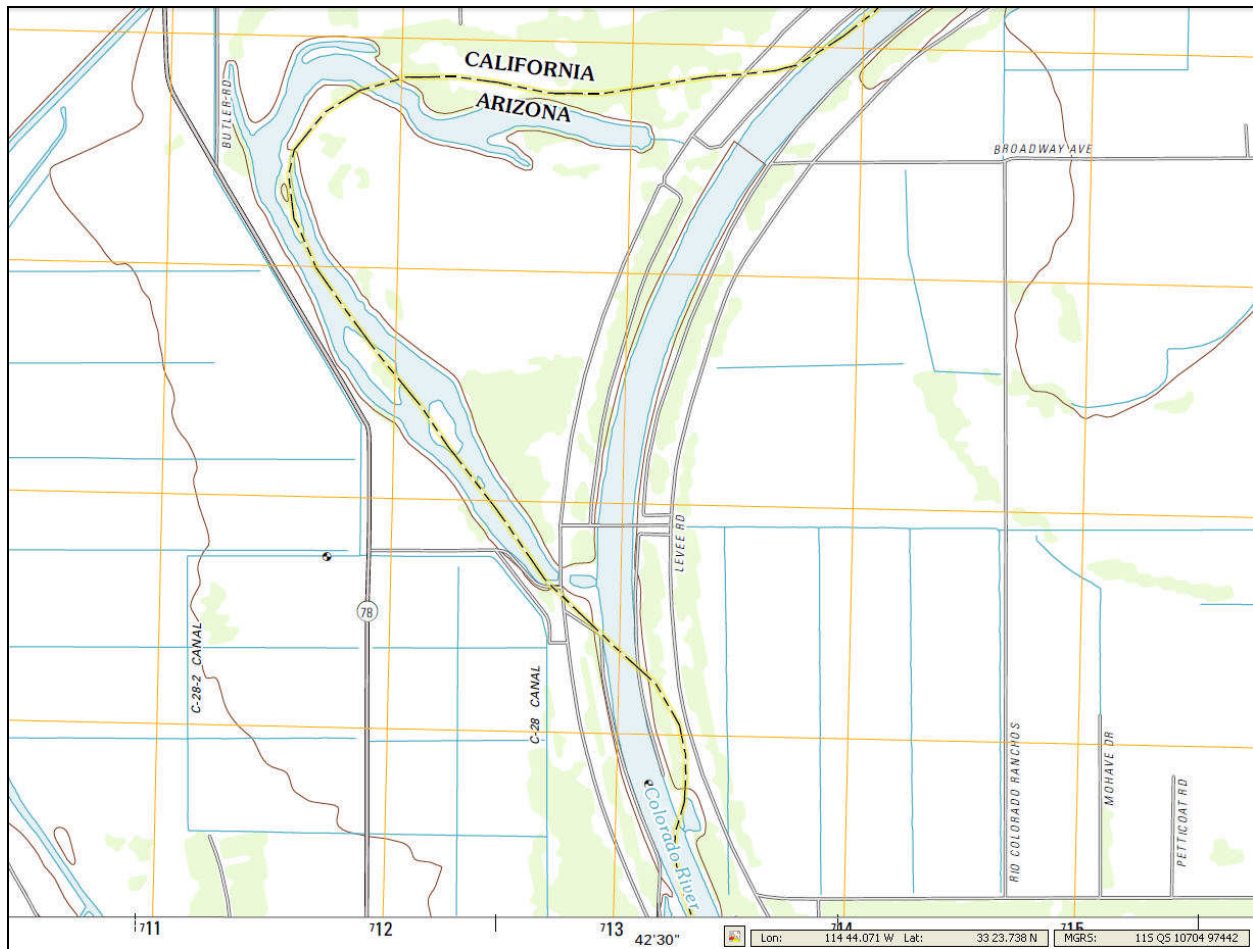 CALIFORNIA
ARIZONA
BUTLER RD
BROADWAY AVE
LEVEE RD
78
C-28-2 CANAL
C-28 CANAL
Colorado River
RIO COLORADO RANCHOS
MOHAVE DR
PETTICOAT RD
711
712
713
42'30"
714
715
Lon: 114 44.071 W Lat: 33 23.738 N MGRS: 11S QS 10704 97442